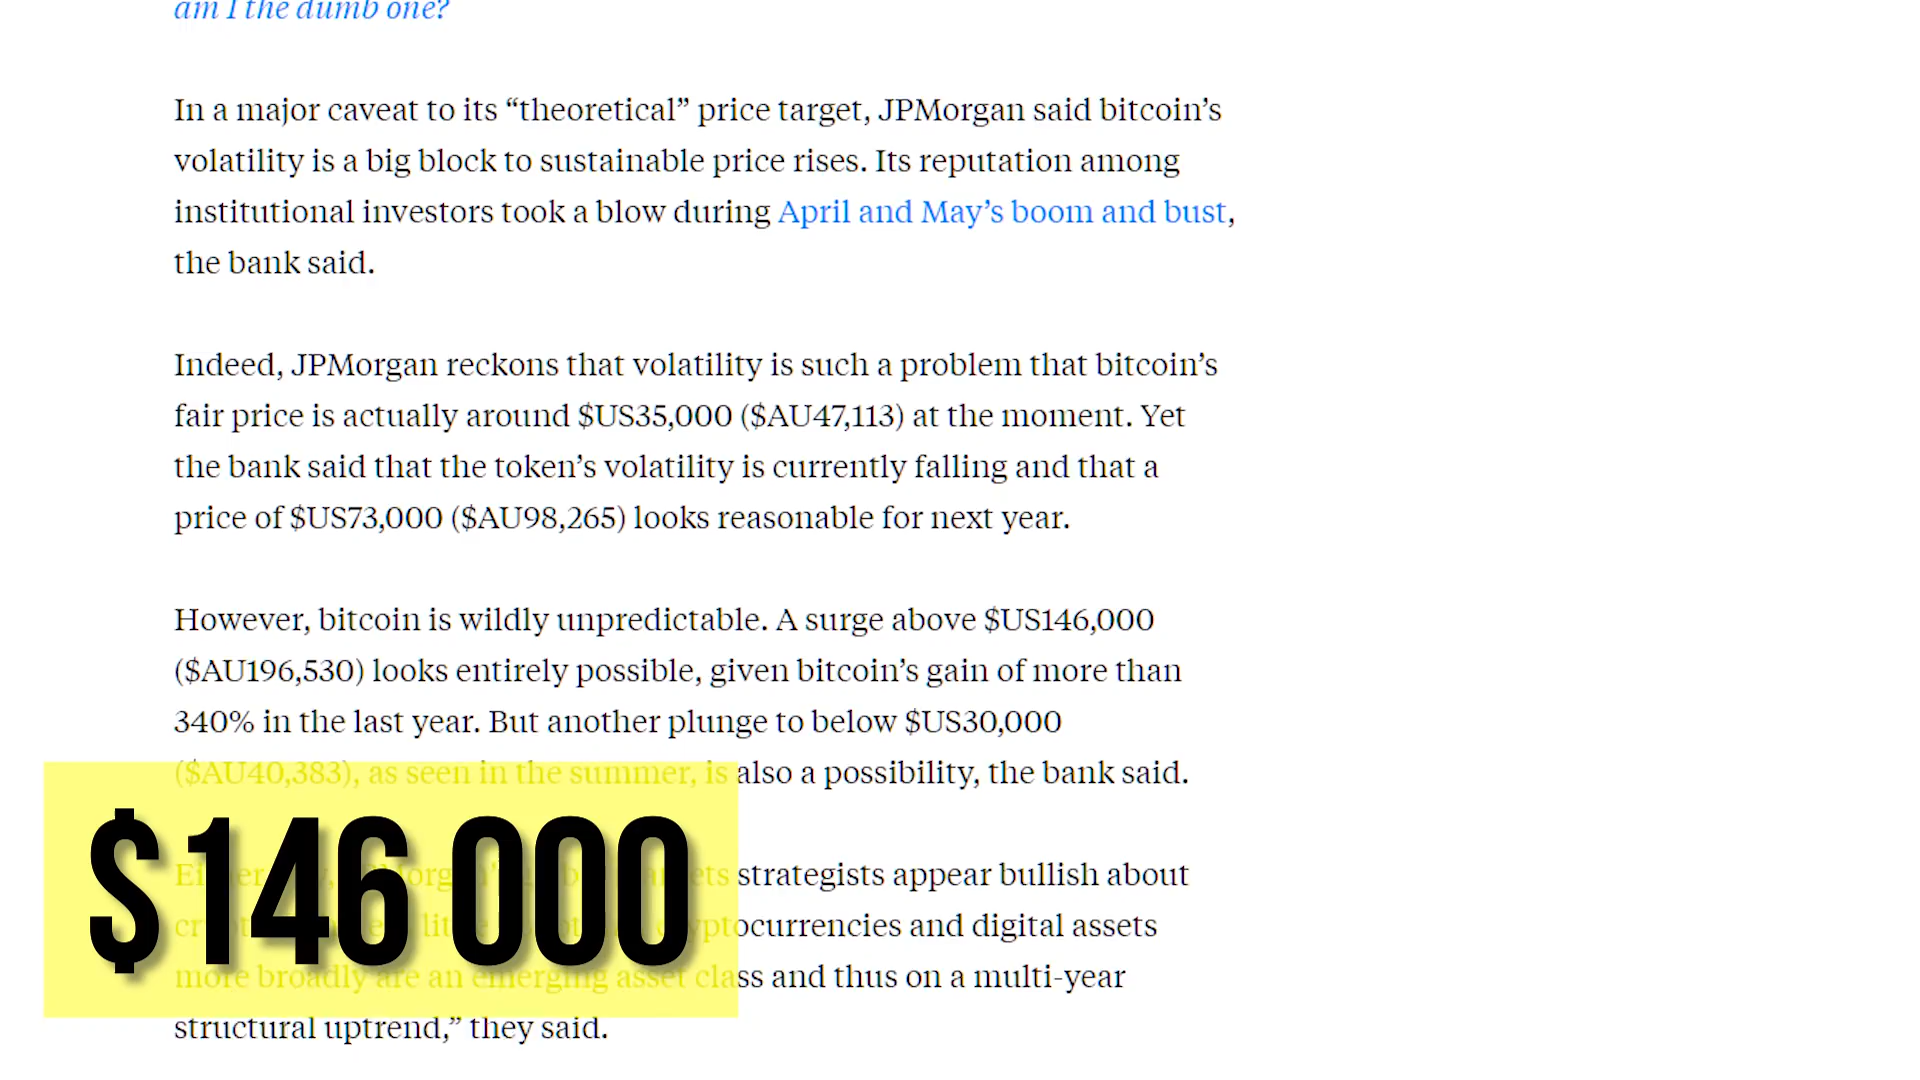 am I the dumb one?
In a major caveat to its “theoretical” price target, JPMorgan said bitcoin’s
volatility is a big block to sustainable price rises. Its reputation among
institutional investors took a blow during April and May’s boom and bust,
the bank said.
Indeed, JPMorgan reckons that volatility is such a problem that bitcoin’s
fair price is actually around $US35,000 ($AU47,113) at the moment. Yet
the bank said that the token’s volatility is currently falling and that a
price of $US73,000 ($AU98,265) looks reasonable for next year.
However, bitcoin is wildly unpredictable. A surge above $US146,000
($AU196,530) looks entirely possible, given bitcoin’s gain of more than
340% in the last year. But another plunge to below $US30,000
($AU40,383), as seen in the summer, is also a possibility, the bank said.
$146 000
strategists appear bullish about
cryptocurrencies and digital assets
more broadly are an emerging asset class and thus on a multi-year
structural uptrend,” they said.